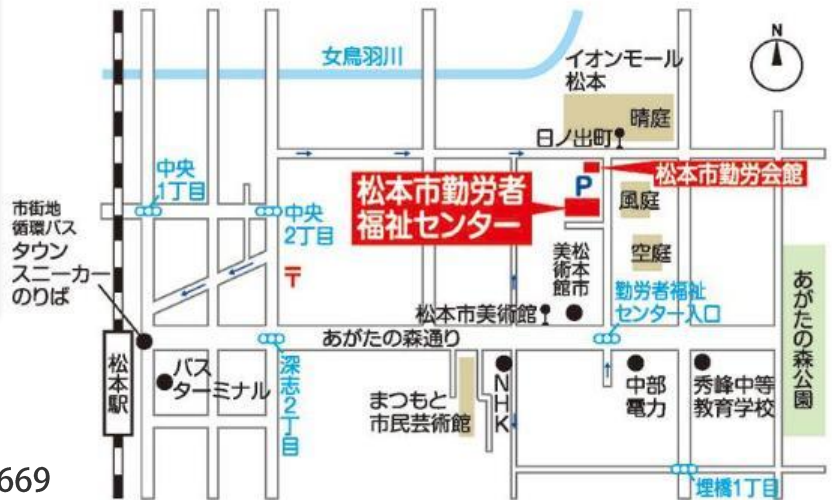 女鳥羽川
イオンモール
松本
晴庭
日ノ出町
N
中央
1丁目
松本市勤労会館
P
松本市勤労者
福祉センター
風庭
市街地
循環バス
タウン
スニーカー
のりば
中央
2丁目
〒
空庭
松本市
美術館
勤労者福祉
センター入口
松本市美術館
あがたの森通り
あがたの森公園
松本駅
バス
ターミナル
深志2丁目
まつもと
市民芸術館
NHK
中部
電力
秀峰中等
教育学校
669
埋橋1丁目